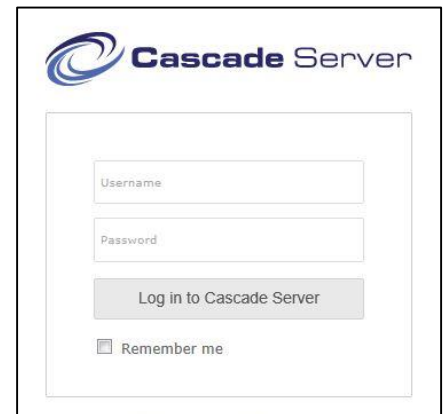 Cascade Server
Username
Password
Log in to Cascade Server
Remember me